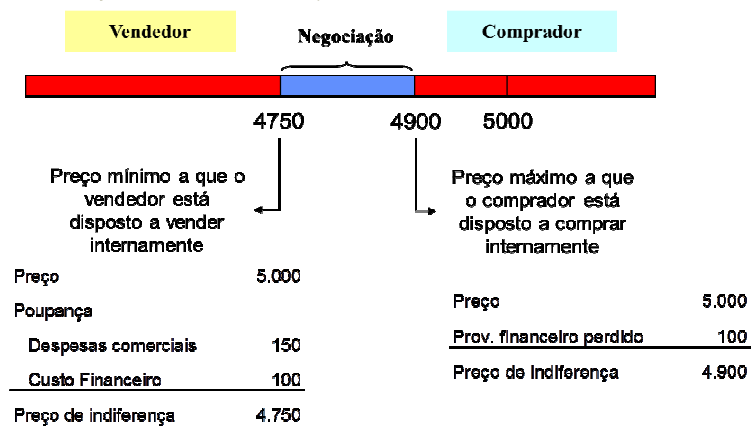 Vendedor
Negociação
Comprador
4750
4900
5000
Preço mínimo a que o
vendedor está
disposto a vender
internamente
Preço máximo a que
o comprador está
disposto a comprar
internamente
Preço 5.000
Poupança
Despesas comerciais 150
Custo Financeiro 100
Preço de indiferença 4.750
Preço 5.000
Prov. financeiro perdido 100
Preço de indiferença 4.900